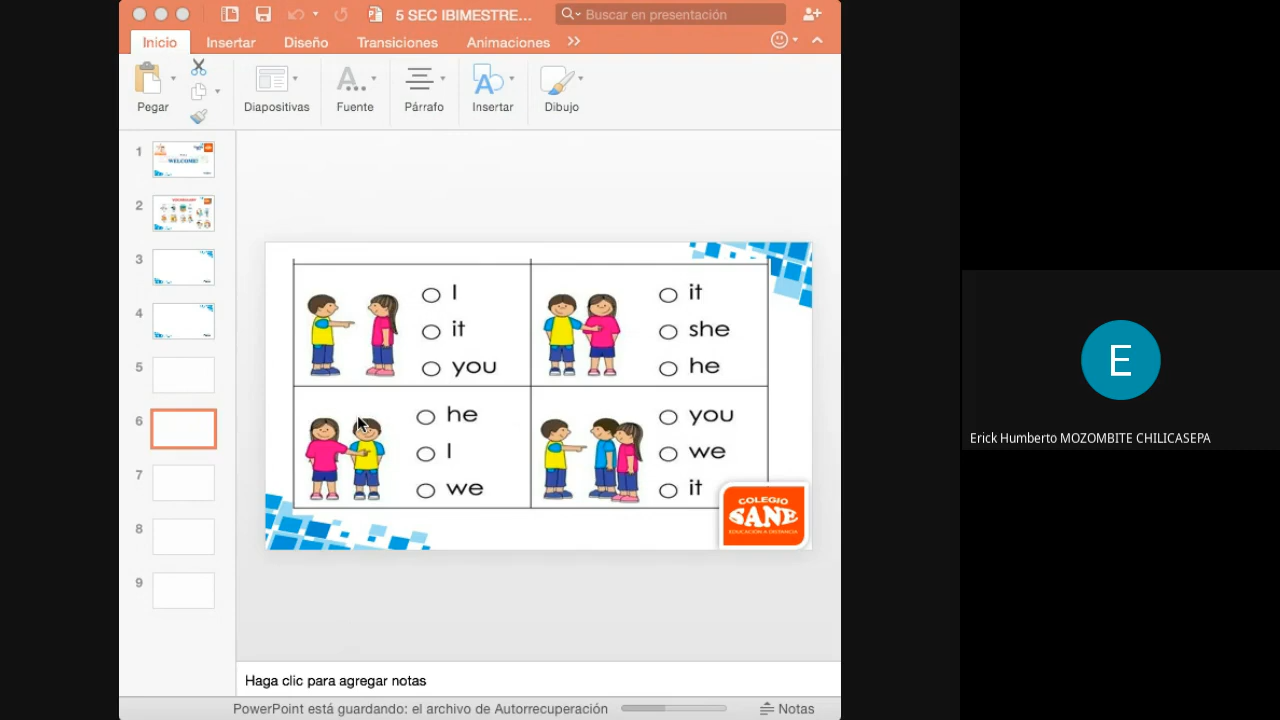 5 SEC IBIMESTRE...
Buscar en presentación
Inicio
Insertar
Diseño
Transiciones
Animaciones
Pegar
Diapositivas
Fuente
Párrafo
Insertar
Dibujo
1
WELCOME!
2
VOCABULARY
3
4
5
6
7
8
9
I
it
you
it
she
he
he
I
we
you
we
it
COLEGIO
SANE
EDUCACIÓN A DISTANCIA
Haga clic para agregar notas
PowerPoint está guardando: el archivo de Autorrecuperación
Notas
E
Erick Humberto MOZOMBITE CHILICASEPA